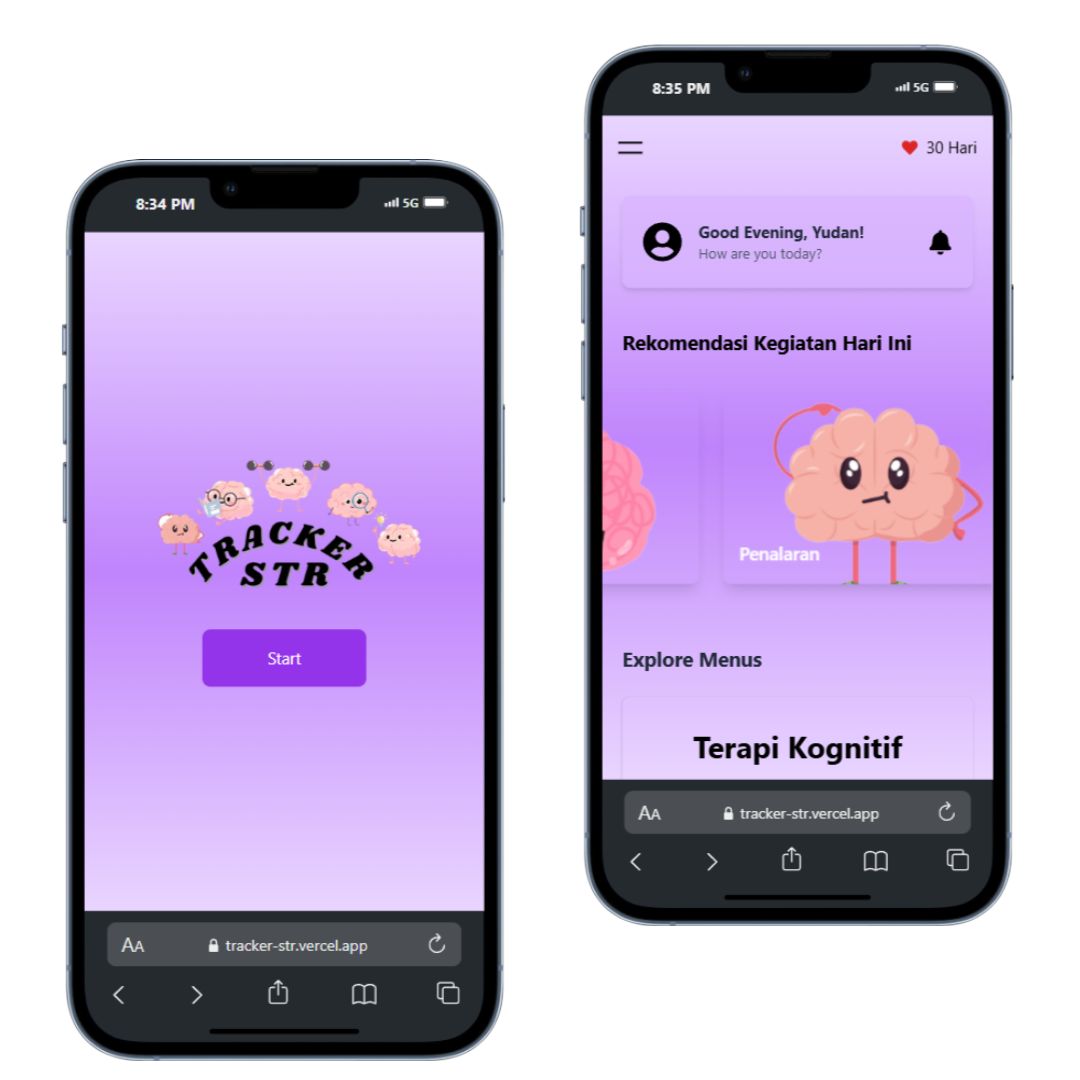 8:34 PM
5G
TRACKER
STR
Start
AA
tracker-str.vercel.app
8:35 PM
5G
30 Hari
Good Evening, Yudan!
How are you today?
Rekomendasi Kegiatan Hari Ini
Penalaran
Explore Menus
Terapi Kognitif
AA
tracker-str.vercel.app